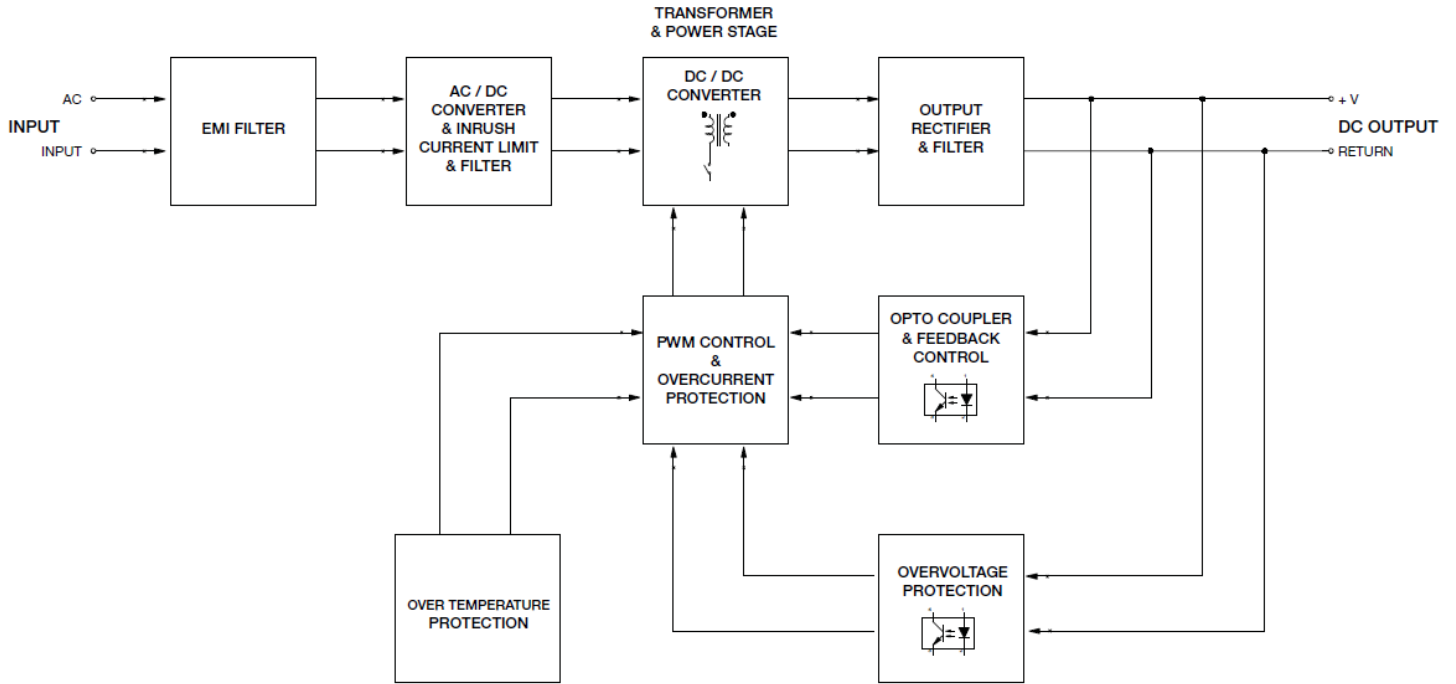 TRANSFORMER
& POWER STAGE
AC
INPUT
INPUT
EMI FILTER
AC / DC
CONVERTER
& INRUSH
CURRENT LIMIT
& FILTER
DC / DC
CONVERTER
OUTPUT
RECTIFIER
& FILTER
+ V
DC OUTPUT
RETURN
PWM CONTROL
&
OVERCURRENT
PROTECTION
OPTO COUPLER
& FEEDBACK
CONTROL
OVER TEMPERATURE
PROTECTION
OVERVOLTAGE
PROTECTION